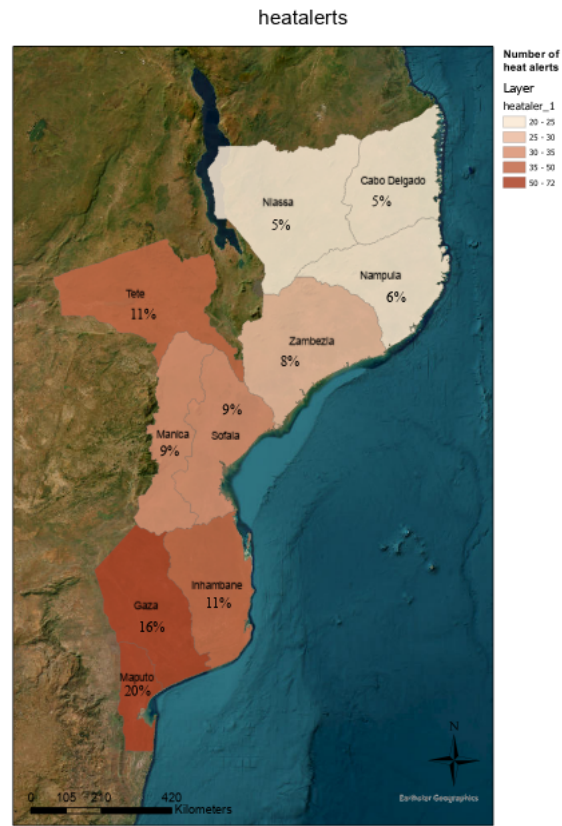 heatalerts
Number of
heat alerts
Layer
heataler_1
20 - 25
25 - 30
30 - 35
35 - 50
50 - 72
Cabo Delgado
5%
Niassa
5%
Nampula
6%
Tete
11%
Zambezia
8%
9%
Sofala
Manica
9%
Inhambane
11%
Gaza
16%
Maputo
20%
N
0 105 210 420
Kilometers
Earthstar Geographics